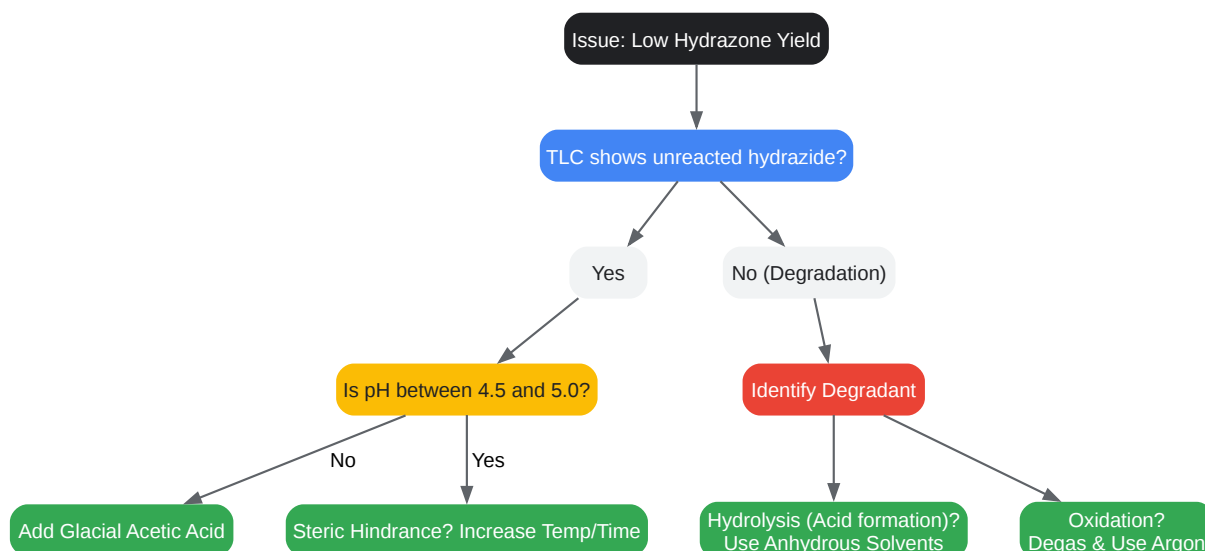 Issue: Low Hydrazone Yield
TLC shows unreacted hydrazide?
Yes
No (Degradation)
Is pH between 4.5 and 5.0?
Identify Degradant
No
Yes
Add Glacial Acetic Acid
Steric Hindrance? Increase Temp/Time
Hydrolysis (Acid formation)?
Use Anhydrous Solvents
Oxidation?
Degas & Use Argon